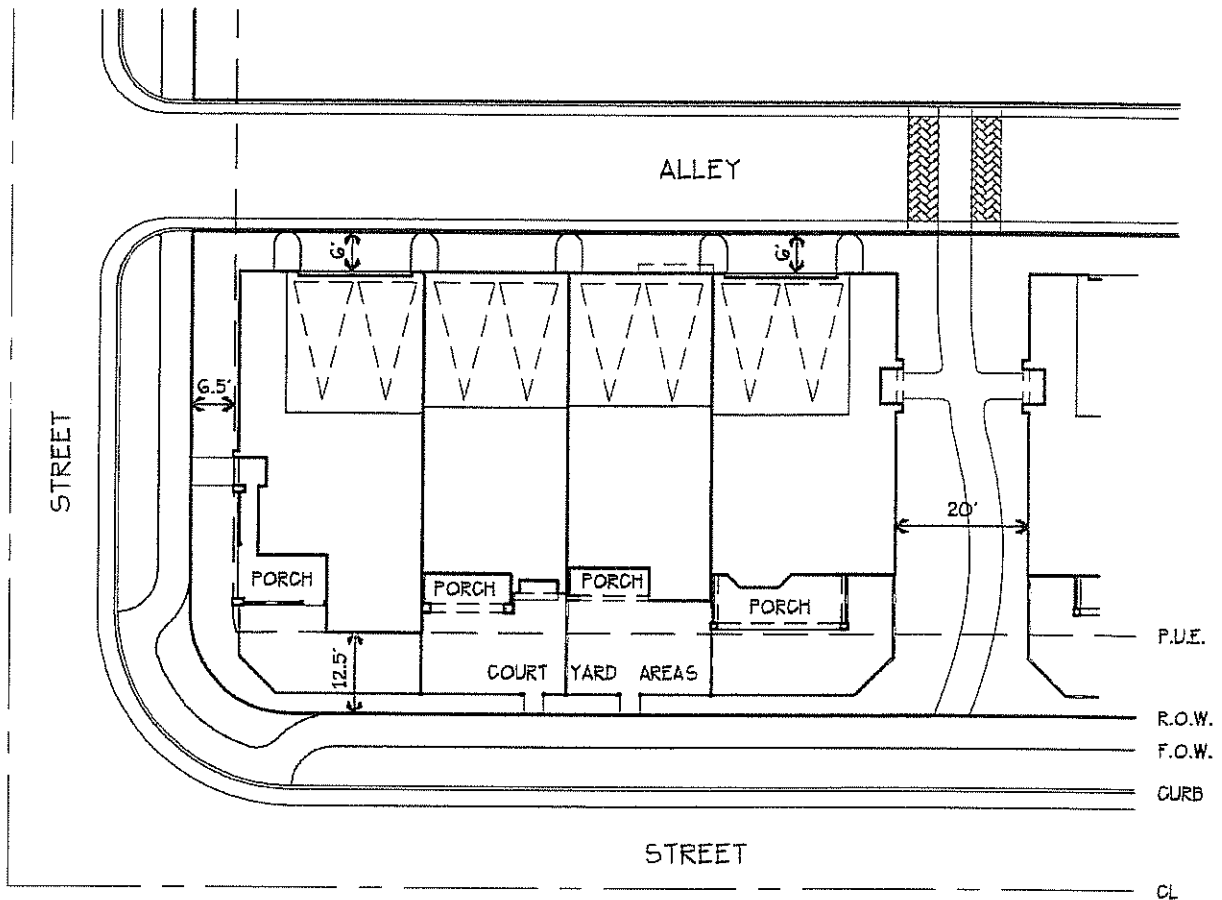 ALLEY
6'
6'
6.5'
STREET
20'
PORCH
PORCH
PORCH
PORCH
P.U.E.
12.5'
COURT YARD AREAS
R.O.W.
F.O.W.
CURB
STREET
CL